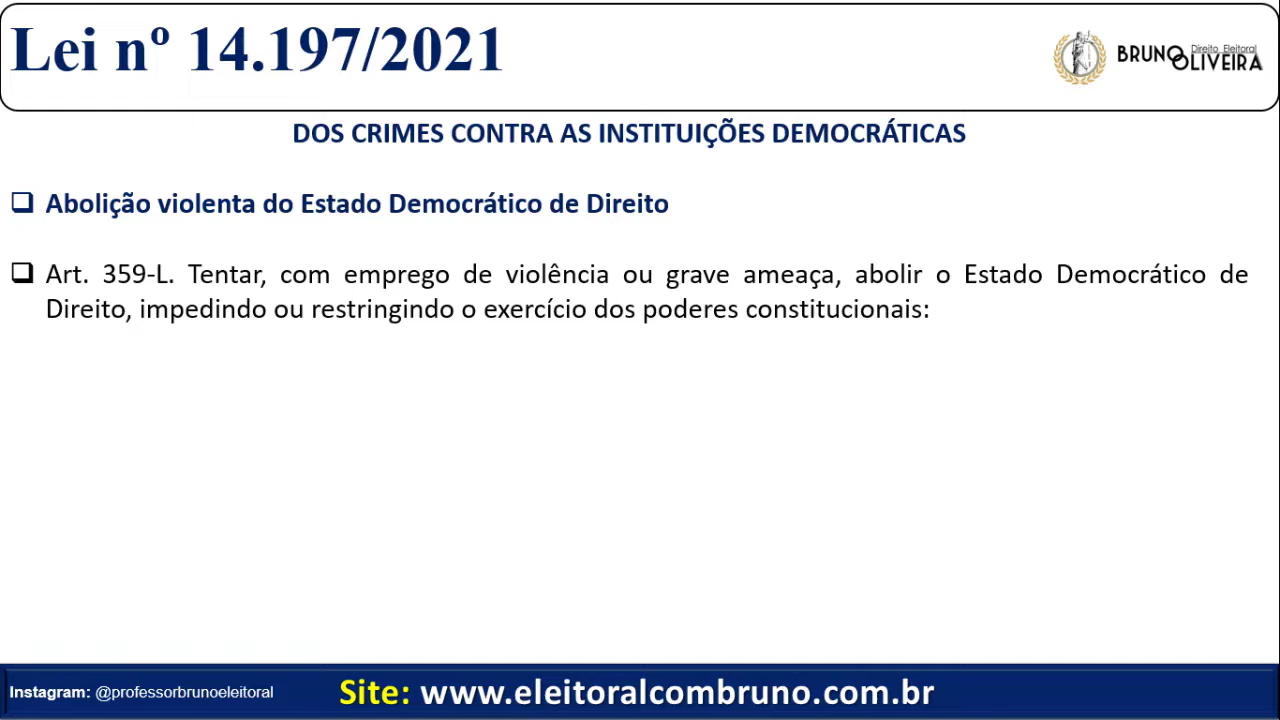 Lei nº 14.197/2021
Direito Eleitoral
BRUNO OLIVEIRA
DOS CRIMES CONTRA AS INSTITUIÇÕES DEMOCRÁTICAS
Abolição violenta do Estado Democrático de Direito
Art. 359-L. Tentar, com emprego de violência ou grave ameaça, abolir o Estado Democrático de
Direito, impedindo ou restringindo o exercício dos poderes constitucionais:
Instagram: @professorbrunoeleitoral
Site: www.eleitoralcombruno.com.br